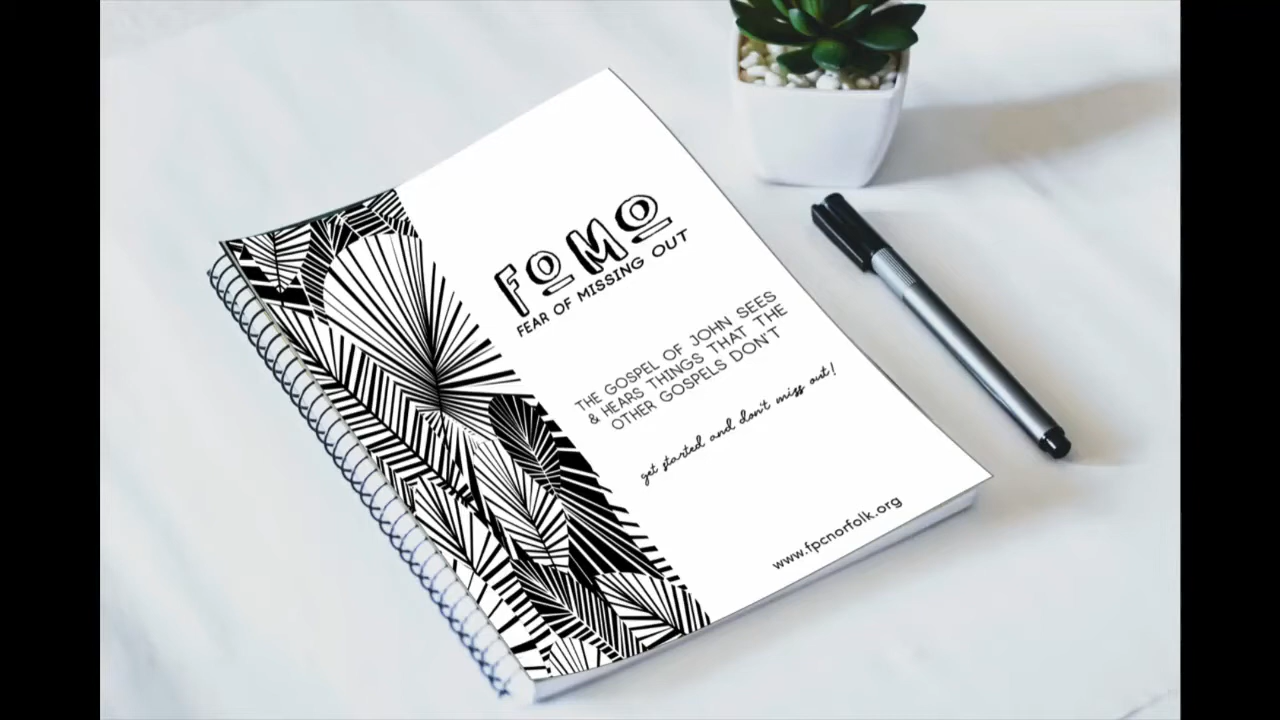 FOMO
FEAR OF MISSING OUT
THE GOSPEL OF JOHN SEES
& HEARS THINGS THAT THE
OTHER GOSPELS DON'T
get started and don't miss out!
www.fpcnorfolk.org